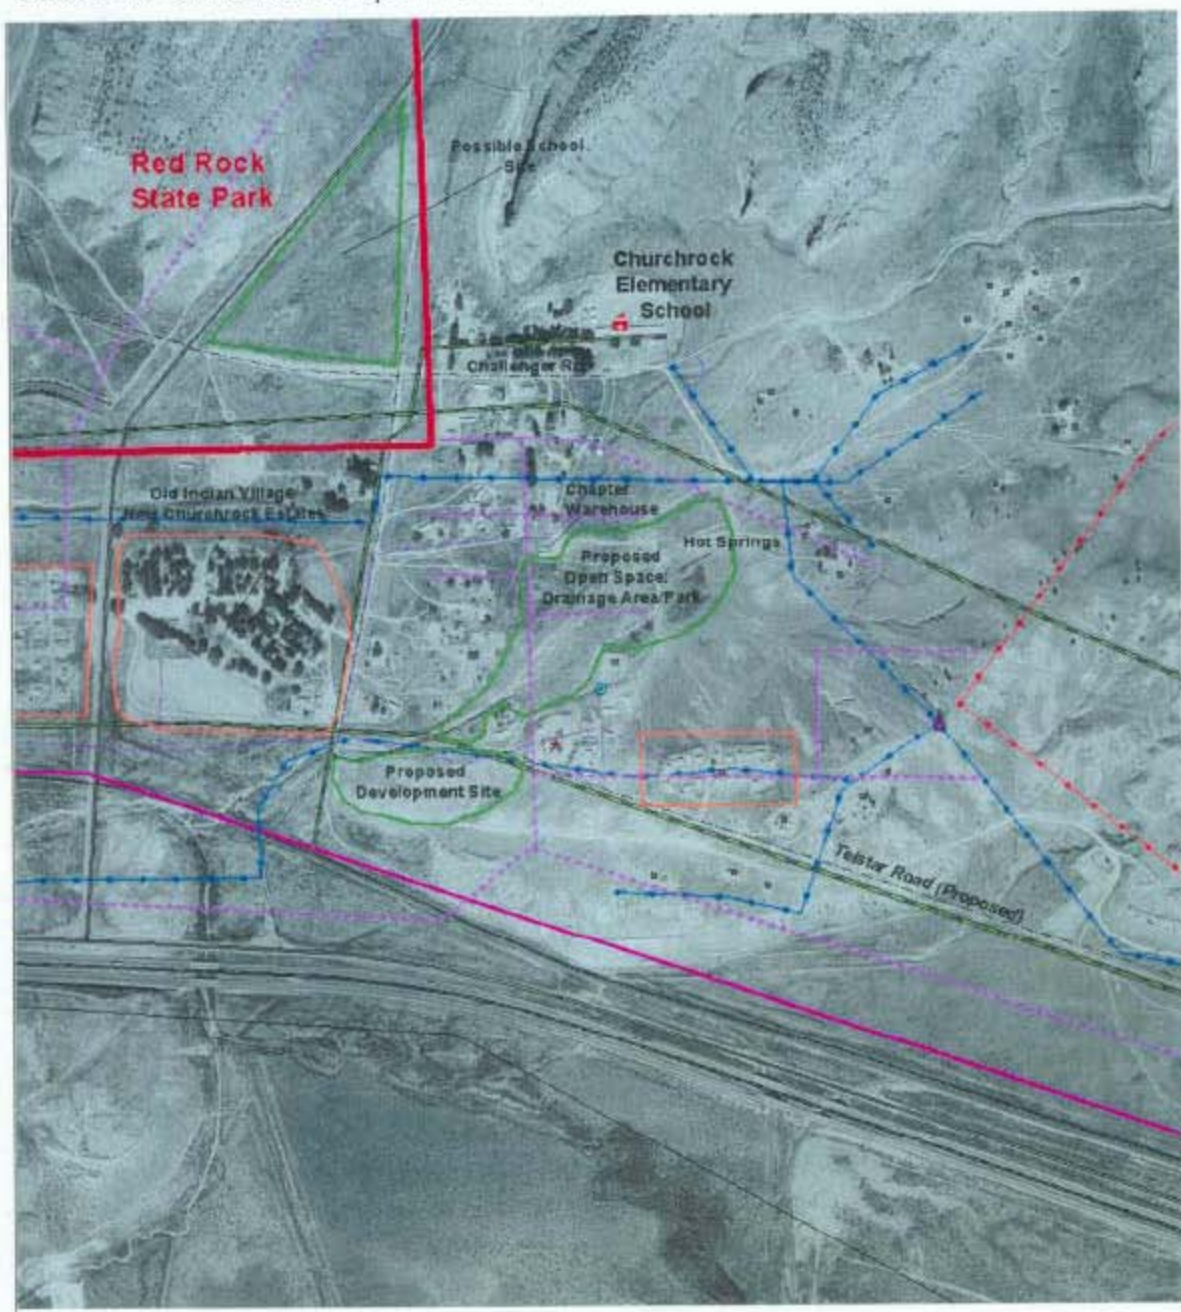 Red Rock
State Park
Possible School
Site
Churchrock
Elementary
School
Challenger Rd
Old Indian Village
New Churchrock Estates
Chapter
Warehouse
Hot Springs
Proposed
Open Space:
Drainage Area/Park
Proposed
Development Site
Telstar Road (Proposed)